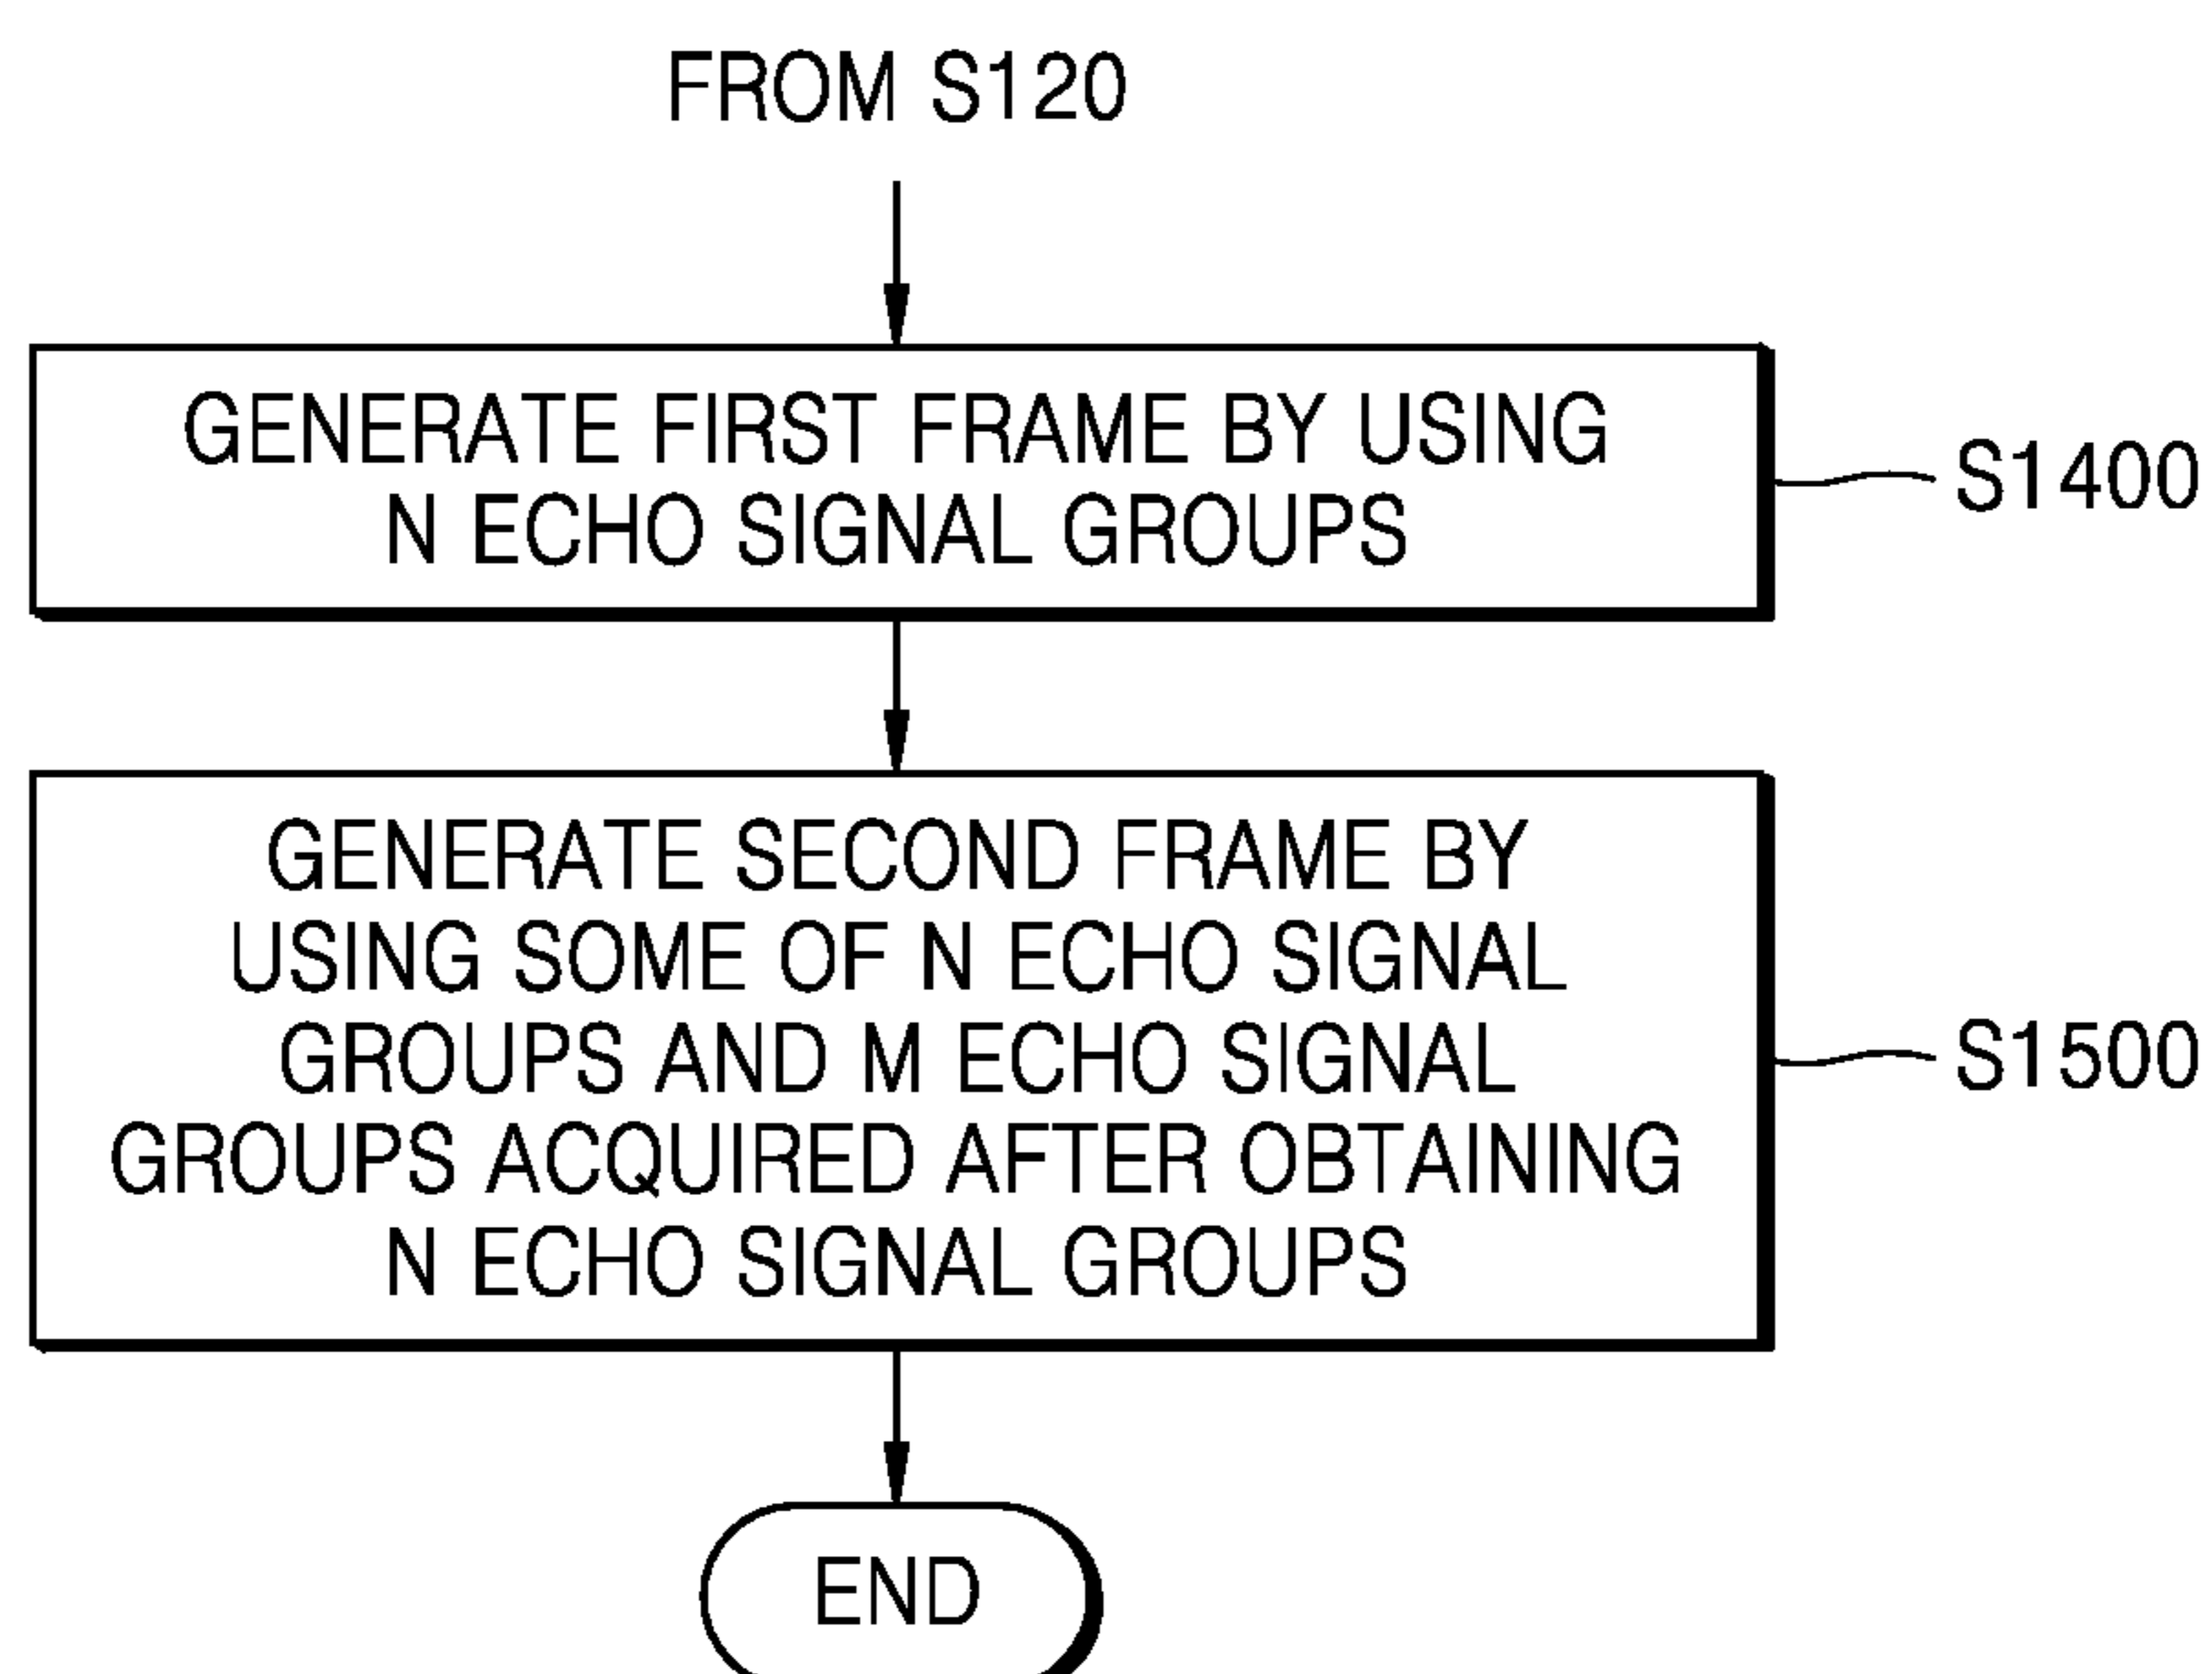 FROM S120
GENERATE FIRST FRAME BY USING
N ECHO SIGNAL GROUPS
S1400
GENERATE SECOND FRAME BY
USING SOME OF N ECHO SIGNAL
GROUPS AND M ECHO SIGNAL
GROUPS ACQUIRED AFTER OBTAINING
N ECHO SIGNAL GROUPS
S1500
END